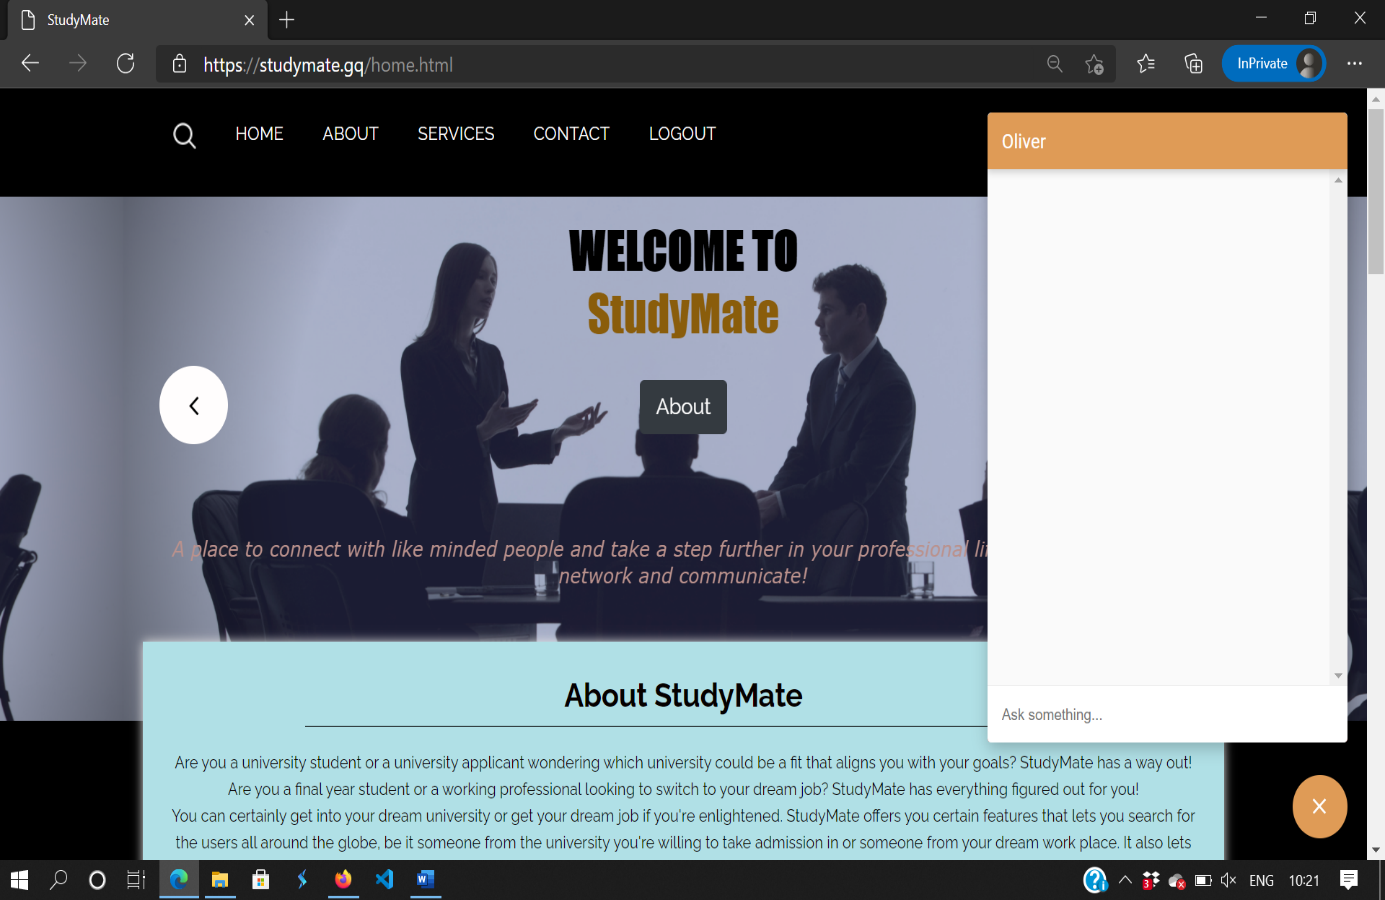 StudyMate
https://studymate.gq/home.html
InPrivate
HOME ABOUT SERVICES CONTACT LOGOUT
Oliver
WELCOME TO
StudyMate
About
A place to connect with like minded people and take a step further in your professional
network and communicate!
Ask something...
About StudyMate
Are you a university student or a university applicant wondering which university could be a fit that aligns you with your goals? StudyMate has a way out!
Are you a final year student or a working professional looking to switch to your dream job? StudyMate has everything figured out for you!
You can certainly get into your dream university or get your dream job if you're enlightened. StudyMate offers you certain features that lets you search for
the users all around the globe, be it someone from the university you're willing to take admission in or someone from your dream work place. It also lets
3
ENG 10:21